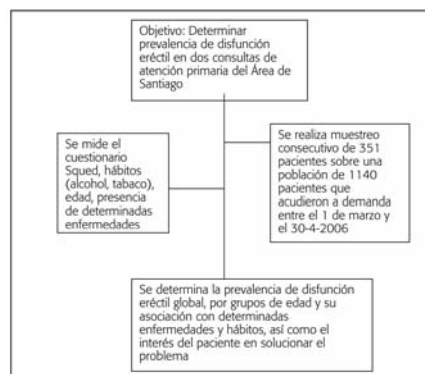 Objetivo: Determinar
prevalencia de disfunción
eréctil en dos consultas de
atención primaria del Área de
Santiago
Se mide el
cuestionario
Squed, hábitos
(alcohol, tabaco),
edad, presencia
de determinadas
enfermedades
Se realiza muestreo
consecutivo de 351
pacientes sobre una
población de 1140
pacientes que
acudieron a demanda
entre el 1 de marzo y
el 30-4-2006
Se determina la prevalencia de disfunción
eréctil global, por grupos de edad y su
asociación con determinadas
enfermedades y hábitos, así como el
interés del paciente en solucionar el
problema